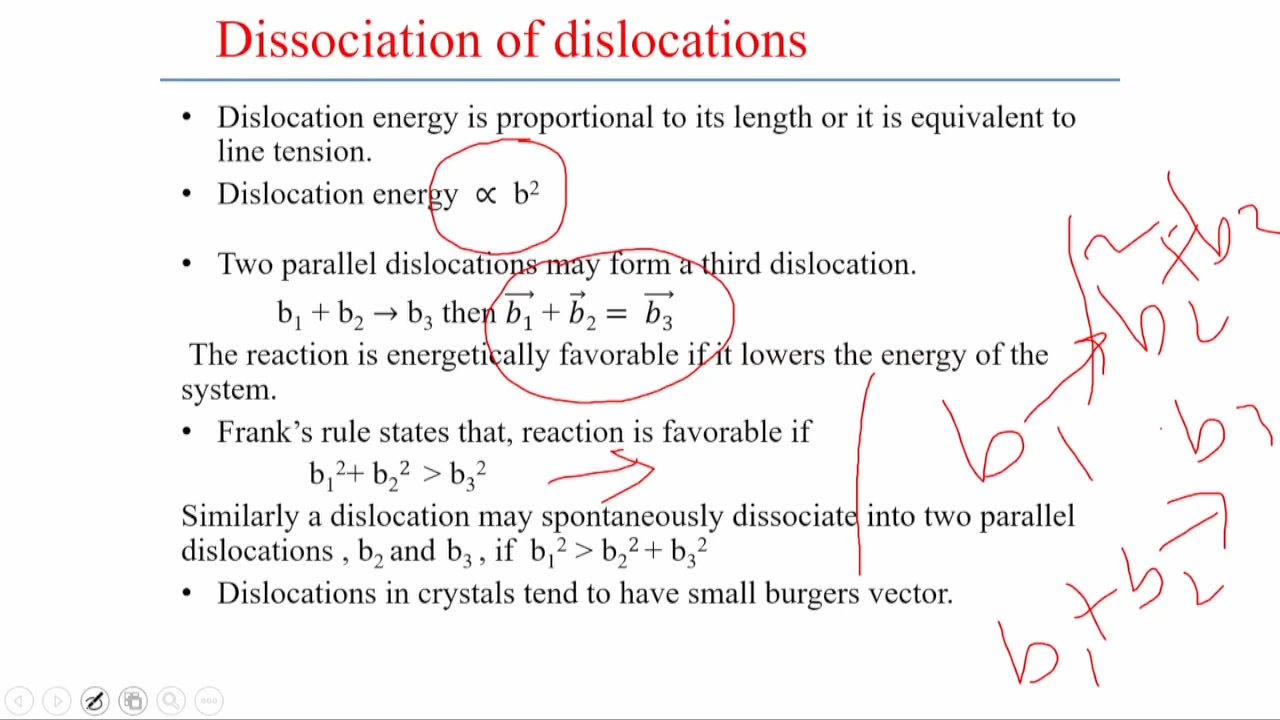 Dissociation of dislocations
• Dislocation energy is proportional to its length or it is equivalent to
line tension.
• Dislocation energy ∝ b²
• Two parallel dislocations may form a third dislocation.
b₁ + b₂ → b₃ then b₁⃗ + b⃗₂ = b₃⃗
The reaction is energetically favorable if it lowers the energy of the
system.
• Frank’s rule states that, reaction is favorable if
b₁²+ b₂² > b₃²
Similarly a dislocation may spontaneously dissociate into two parallel
dislocations , b₂ and b₃ , if b₁² > b₂² + b₃²
• Dislocations in crystals tend to have small burgers vector.
b2
b1
b1 + b2